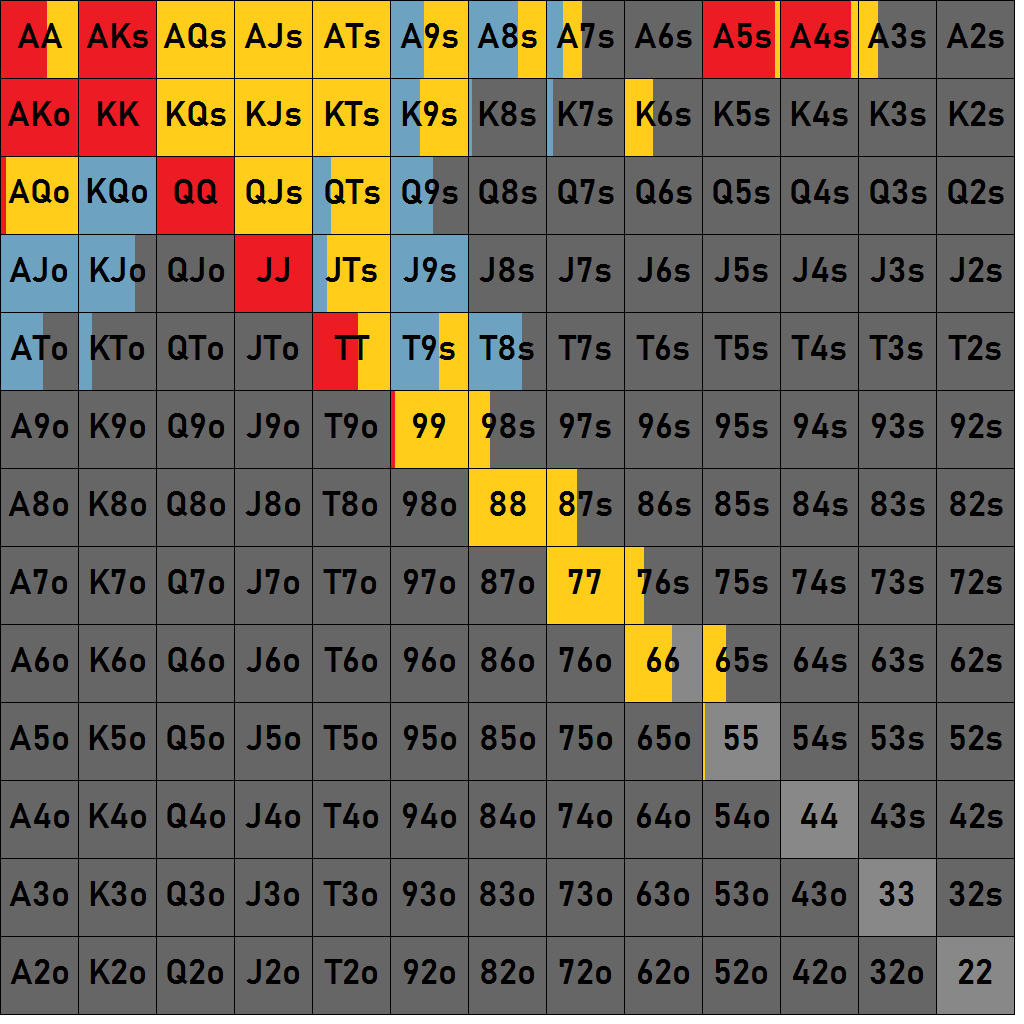 AA AKs AQs AJs ATs A9s A8s A7s A6s A5s A4s A3s A2s
AKo KK KQs KJs KTs K9s K8s K7s K6s K5s K4s K3s K2s
AQo KQo QQ QJs QTs Q9s Q8s Q7s Q6s Q5s Q4s Q3s Q2s
AJo KJo QJo JJ JTs J9s J8s J7s J6s J5s J4s J3s J2s
ATo KTo QTo JTo TT T9s T8s T7s T6s T5s T4s T3s T2s
A9o K9o Q9o J9o T9o 99 98s 97s 96s 95s 94s 93s 92s
A8o K8o Q8o J8o T8o 98o 88 87s 86s 85s 84s 83s 82s
A7o K7o Q7o J7o T7o 97o 87o 77 76s 75s 74s 73s 72s
A6o K6o Q6o J6o T6o 96o 86o 76o 66 65s 64s 63s 62s
A5o K5o Q5o J5o T5o 95o 85o 75o 65o 55 54s 53s 52s
A4o K4o Q4o J4o T4o 94o 84o 74o 64o 54o 44 43s 42s
A3o K3o Q3o J3o T3o 93o 83o 73o 63o 53o 43o 33 32s
A2o K2o Q2o J2o T2o 92o 82o 72o 62o 52o 42o 32o 22